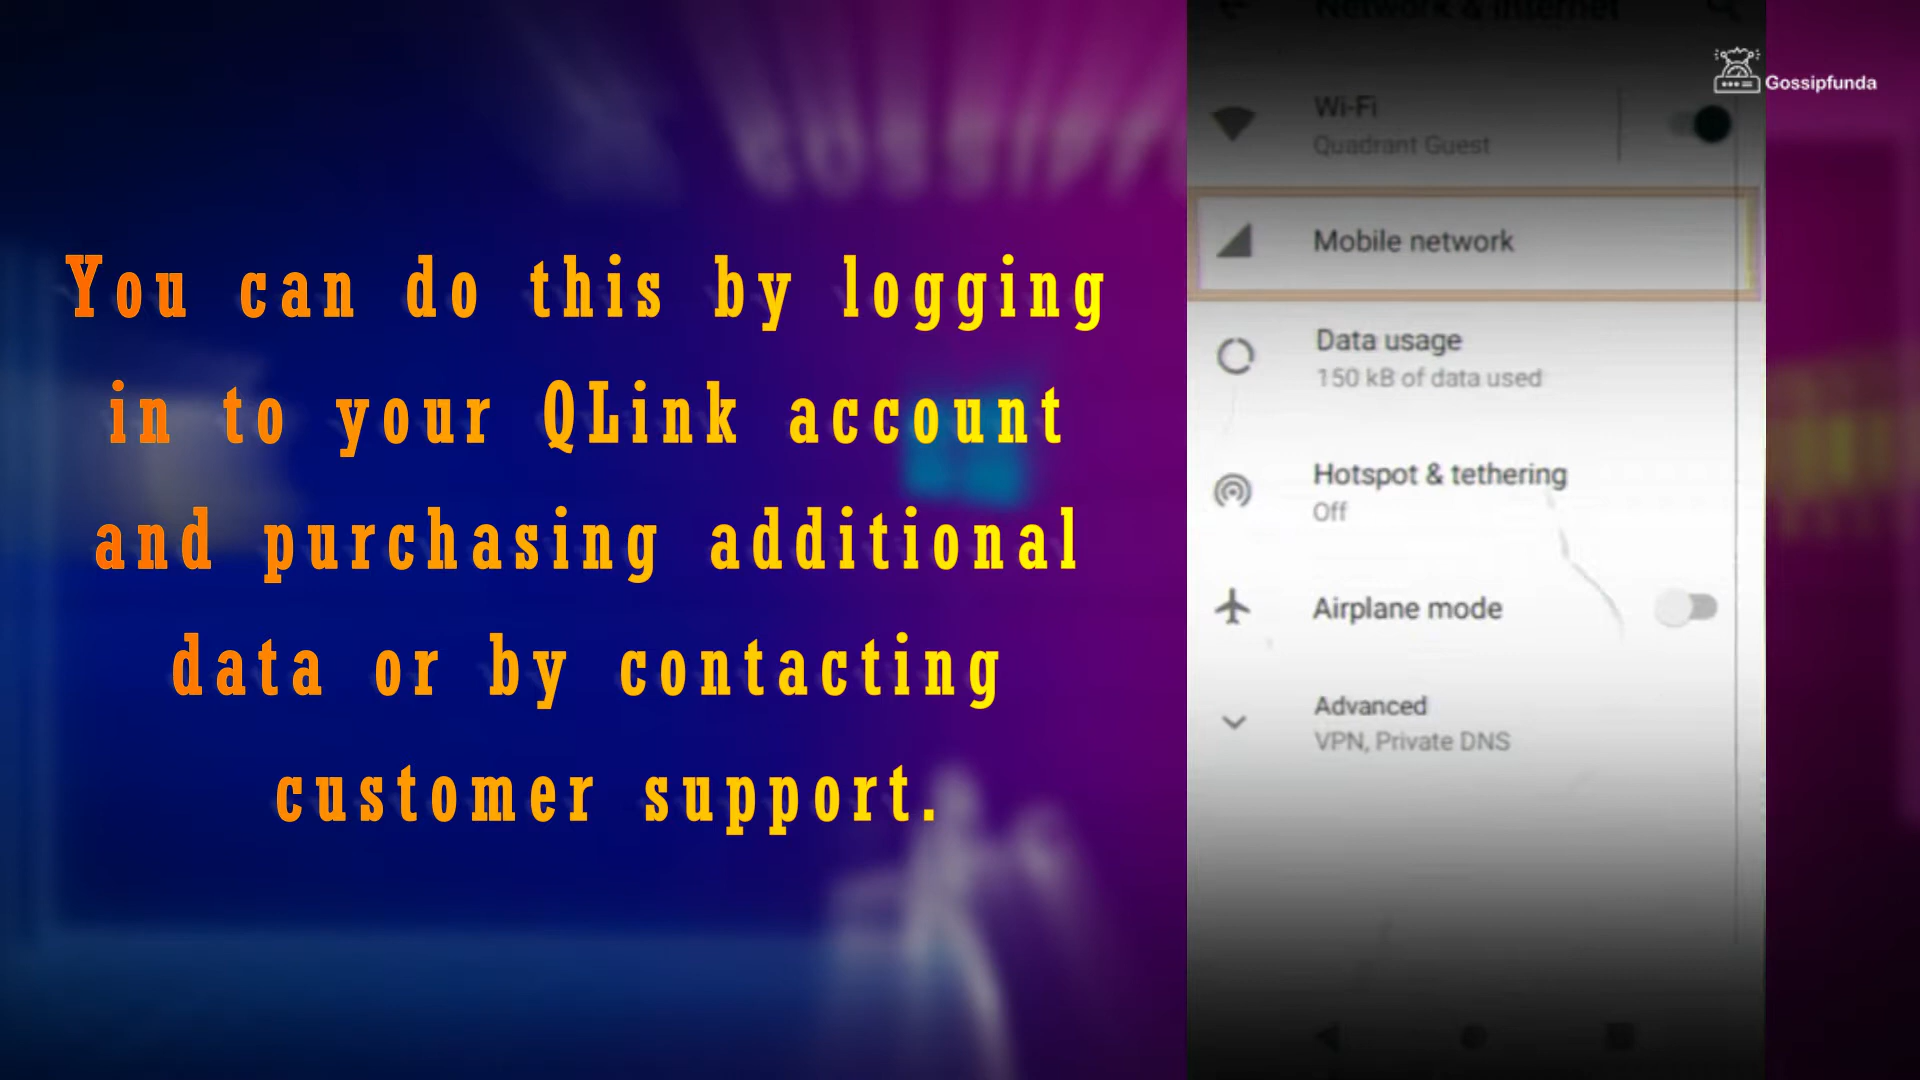 You can do this by logging
in to your QLink account
and purchasing additional
data or by contacting
customer support.
Network & internet
Gossipfunda
Wi-Fi
Quadrant Guest
Mobile network
Data usage
150 kB of data used
Hotspot & tethering
Off
Airplane mode
Advanced
VPN, Private DNS